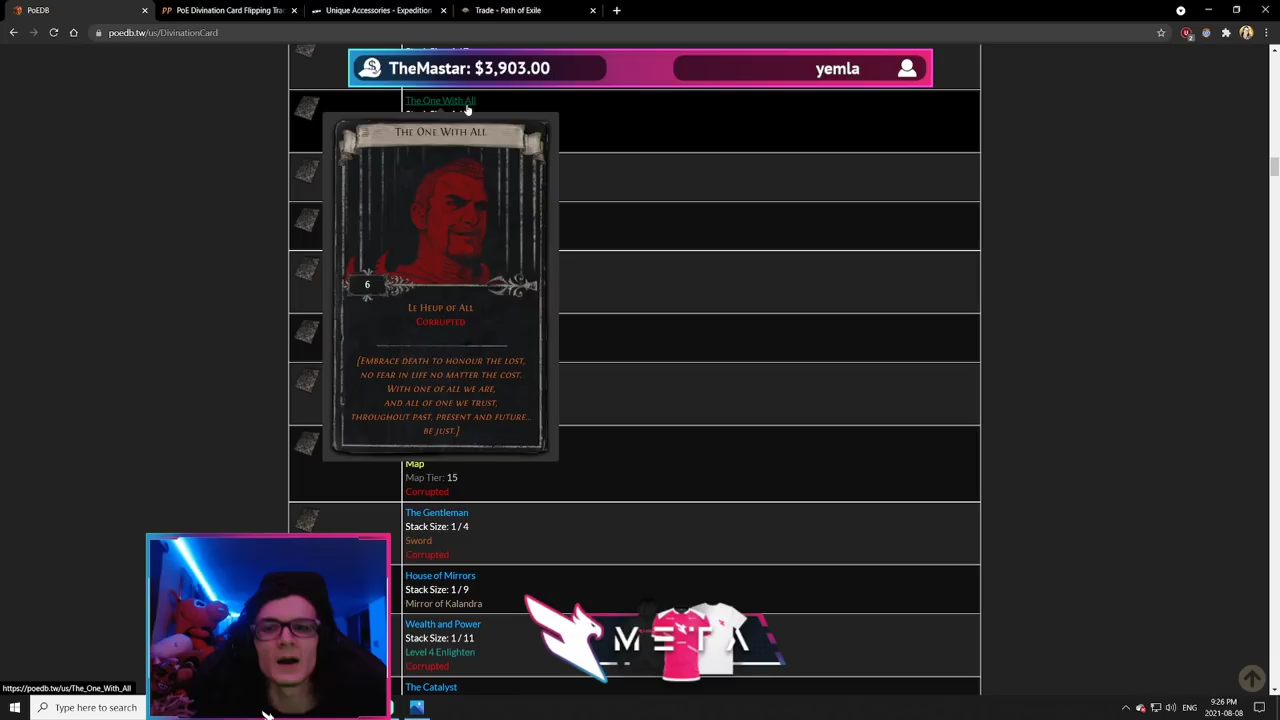 PoEDB
PoE Divination Card Flipping Trac
Unique Accessories - Expedition
Trade - Path of Exile
poedb.tw/us/DivinationCard
TheMastar: $3,903.00
yemla
The One With All
The One With All
6
Le Heup of All
Corrupted
{Embrace death to honour the lost,
no fear in life no matter the cost.
With one of all we are,
and all of one we trust,
throughout past, present and future...
be just.}
Map
Map Tier: 15
Corrupted
The Gentleman
Stack Size: 1 / 4
Sword
Corrupted
House of Mirrors
Stack Size: 1 / 9
Mirror of Kalandra
Wealth and Power
Stack Size: 1 / 11
Level 4 Enlighten
Corrupted
The Catalyst
META
https://poedb.tw/us/The_One_With_All
Type here to search
9:26 PM
2021-08-08